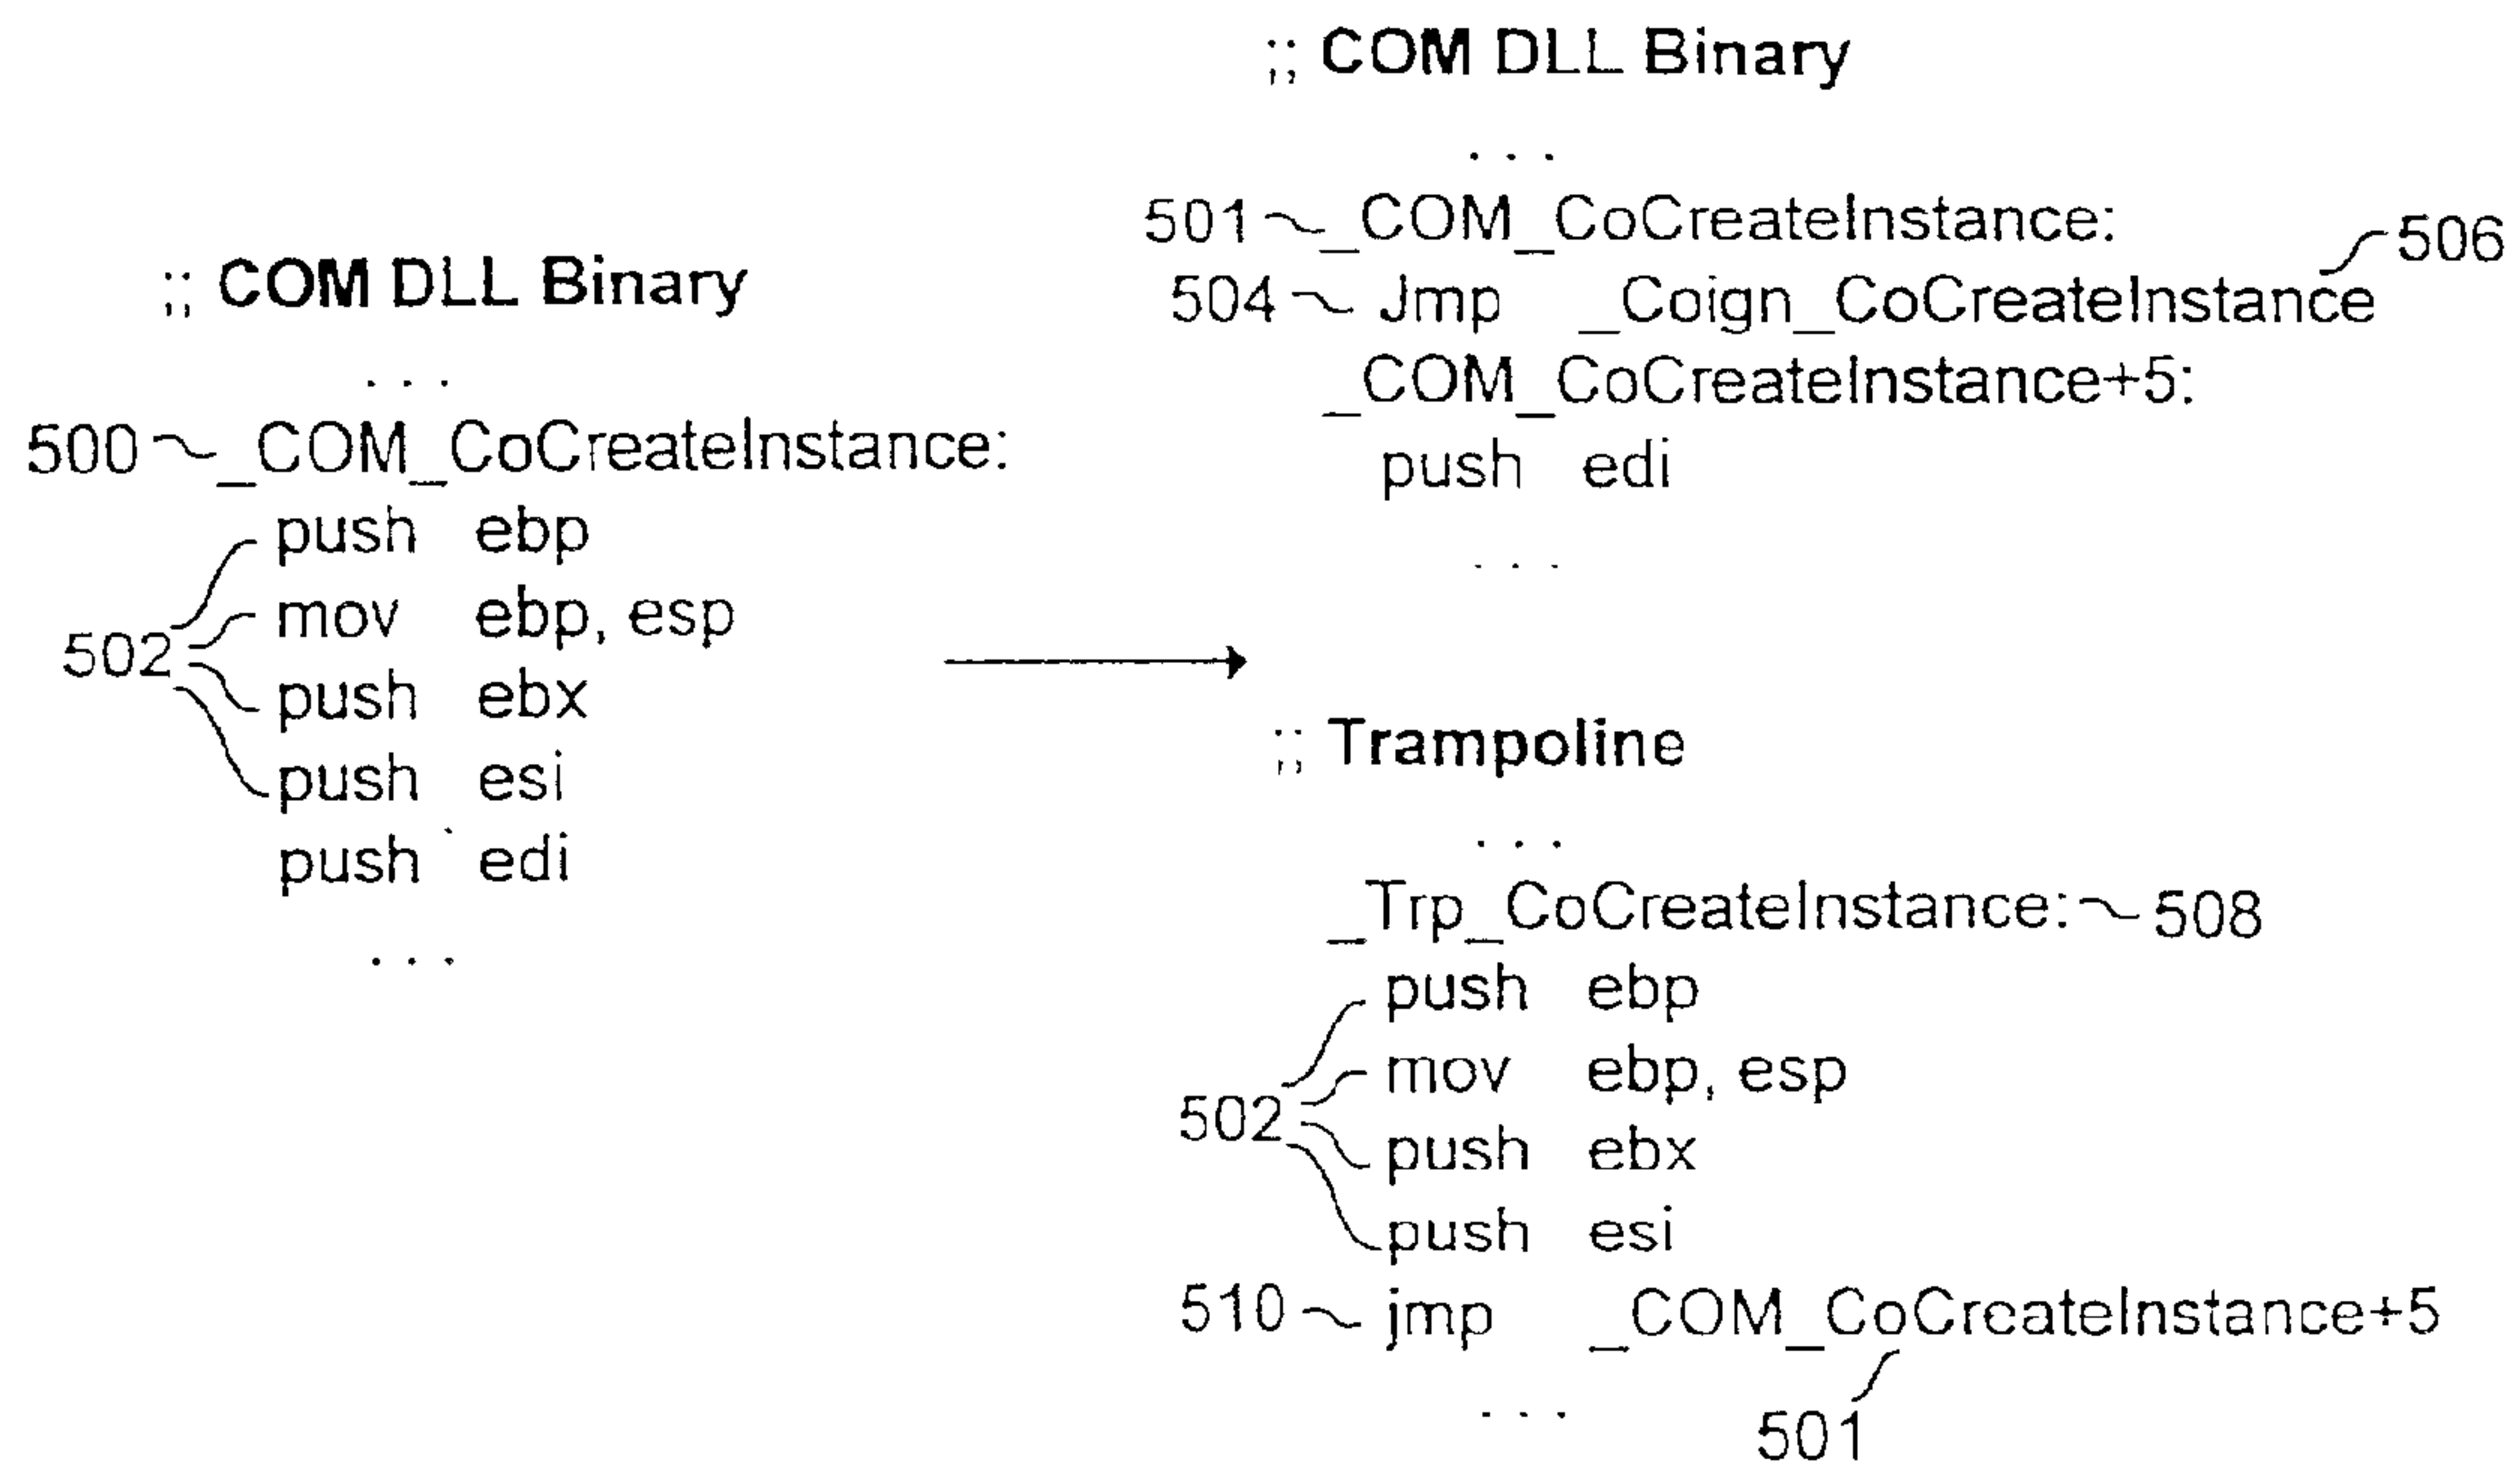 ;; COM DLL Binary
. . .
500 _COM_CoCreateInstance:
push ebp
mov ebp, esp
502
push ebx
push esi
push edi
. . .
;; COM DLL Binary
. . .
501 _COM_CoCreateInstance:
506
504 Jmp _Coign_CoCreateInstance
_COM_CoCreateInstance+5:
push edi
. . .
;; Trampoline
. . .
_Trp_CoCreateInstance: 508
push ebp
mov ebp, esp
502
push ebx
push esi
510 jmp _COM_CoCreateInstance+5
. . .
501